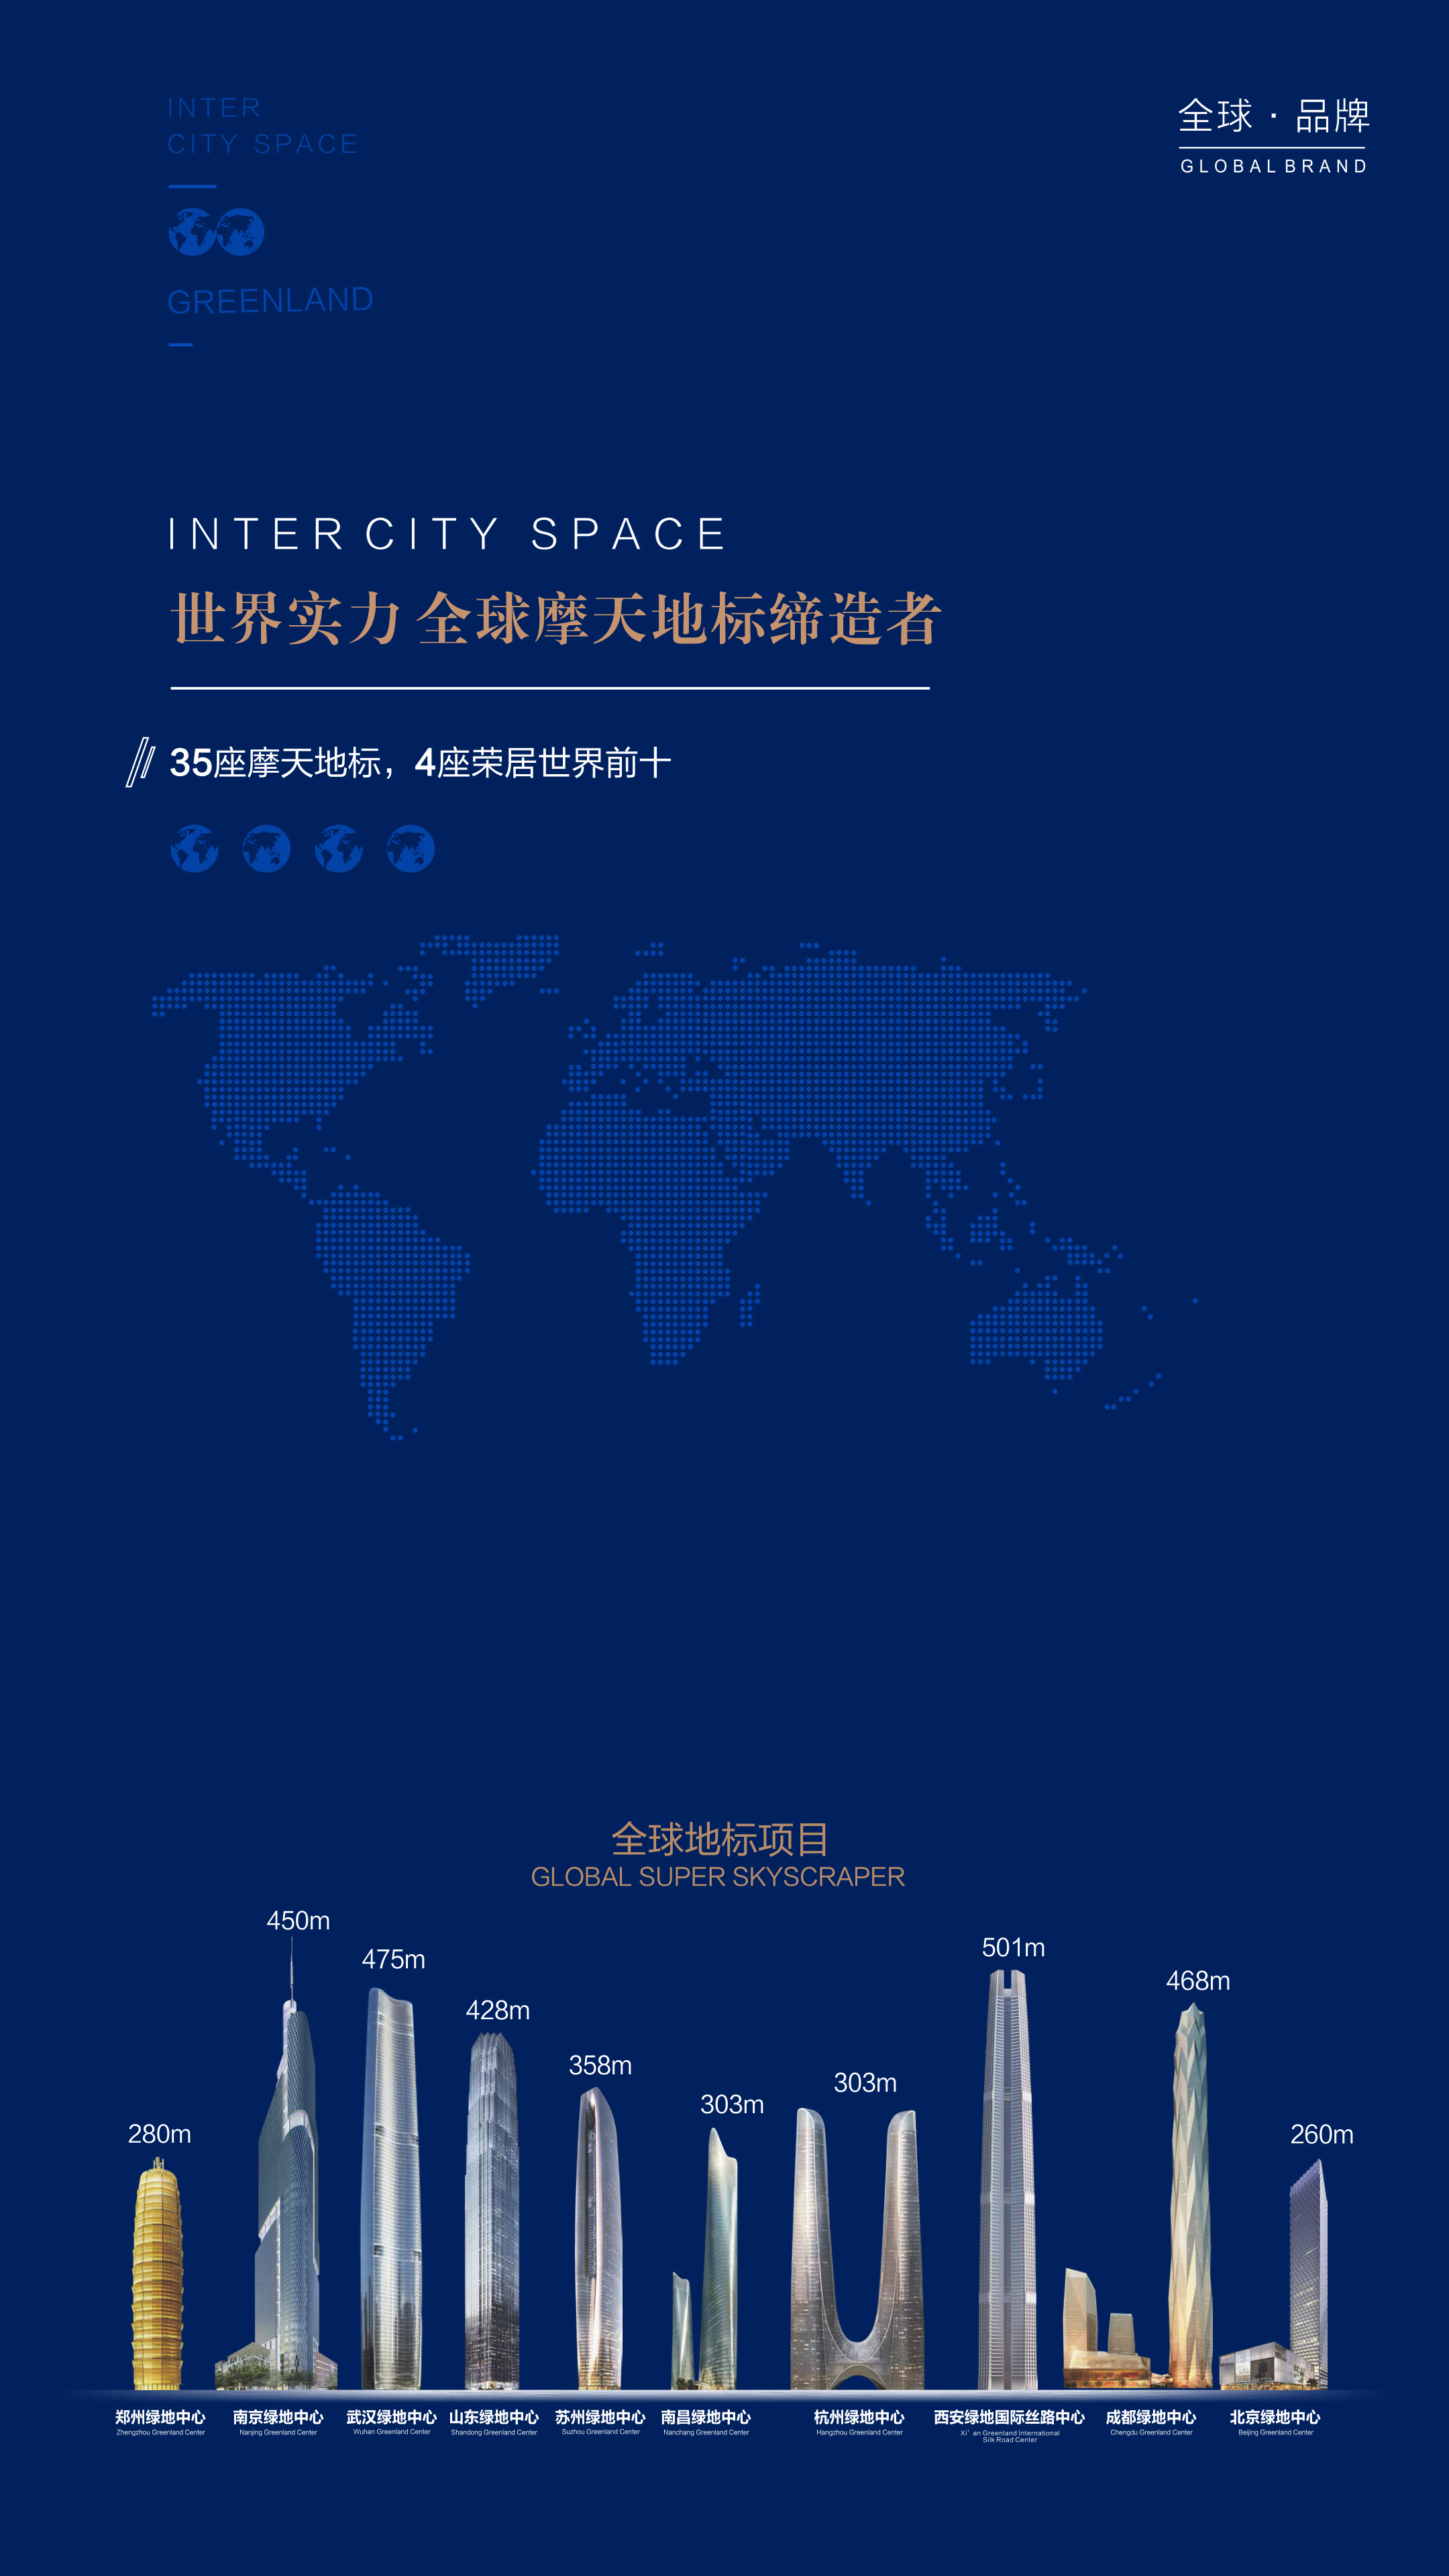 INTER
CITY SPACE
GREENLAND
全球·品牌
GLOBAL BRAND
INTER CITY SPACE
世界实力 全球摩天地标缔造者
35座摩天地标，4座荣居世界前十
全球地标项目
GLOBAL SUPER SKYSCRAPER
280m
450m
475m
428m
358m
303m
303m
501m
468m
260m
郑州绿地中心
Zhengzhou Greenland Center
南京绿地中心
Nanjing Greenland Center
武汉绿地中心
Wuhan Greenland Center
山东绿地中心
Shandong Greenland Center
苏州绿地中心
Suzhou Greenland Center
南昌绿地中心
Nanchang Greenland Center
杭州绿地中心
Hangzhou Greenland Center
西安绿地国际丝路中心
Xi' an Greenland International
Silk Road Center
成都绿地中心
Chengdu Greenland Center
北京绿地中心
Beijing Greenland Center